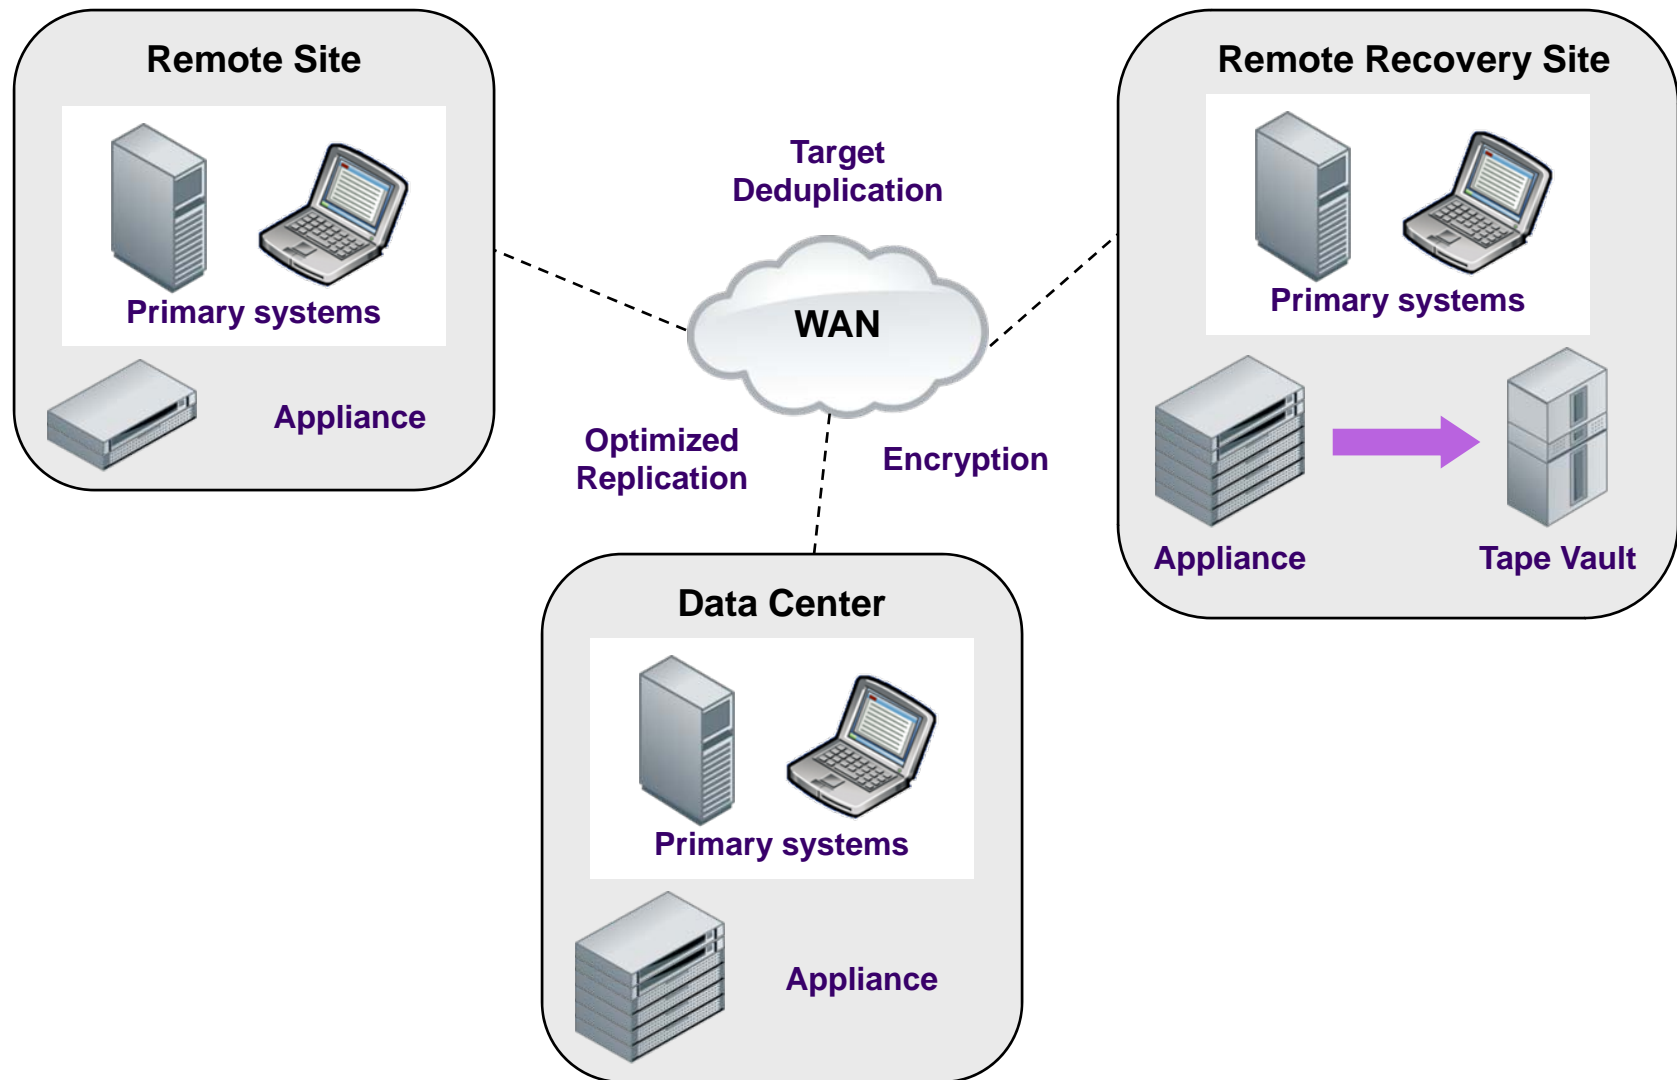 Remote Site
Primary systems
Appliance
Target
Deduplication
WAN
Optimized
Replication
Encryption
Remote Recovery Site
Primary systems
Appliance
Tape Vault
Data Center
Primary systems
Appliance